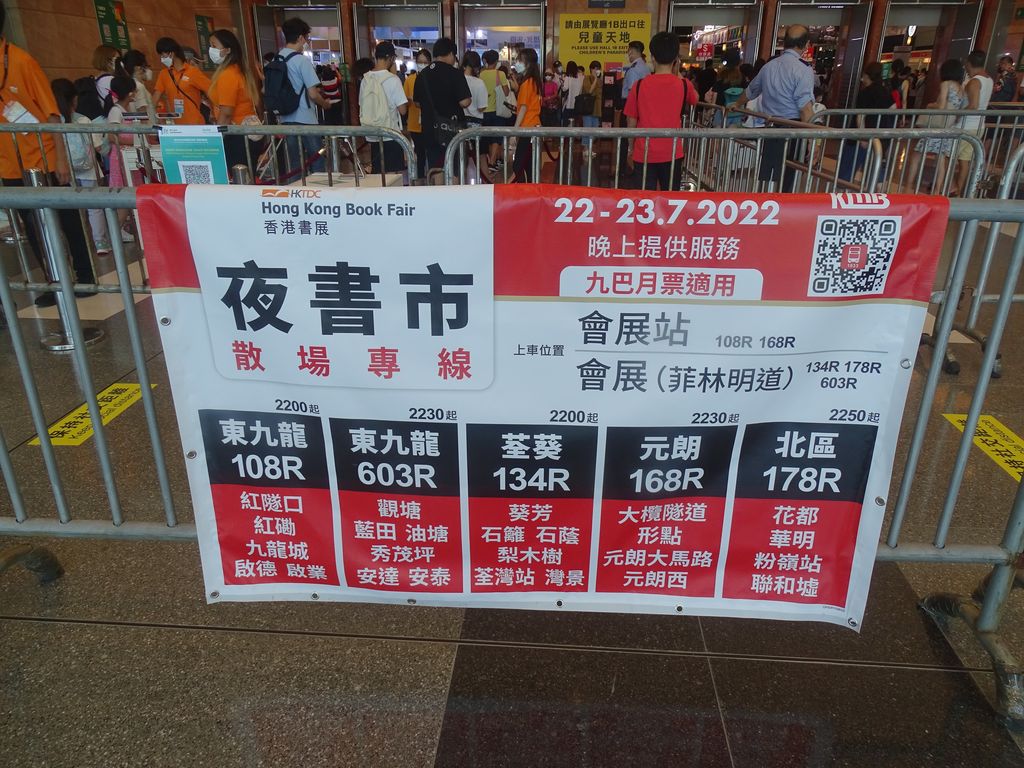 請由展覽廳1B出口往
兒童天地
PLEASE USE HALL 1B EXIT
CHILDREN'S PARADISE
HKTDC
Hong Kong Book Fair
香港書展
夜書市
散場專線
22 - 23.7.2022
晚上提供服務
九巴月票適用
KMB
1933
上車位置
會展站 108R 168R
會展（菲林明道） 134R 178R
603R
2200起
東九龍
108R
紅隧口
紅磡
九龍城
啟德 啟業
2230起
東九龍
603R
觀塘
藍田 油塘
秀茂坪
安達 安泰
2200起
荃葵
134R
葵芳
石籬 石蔭
梨木樹
荃灣站 灣景
2230起
元朗
168R
大欖隧道
形點
元朗大馬路
元朗西
2250起
北區
178R
花都
華明
粉嶺站
聯和墟